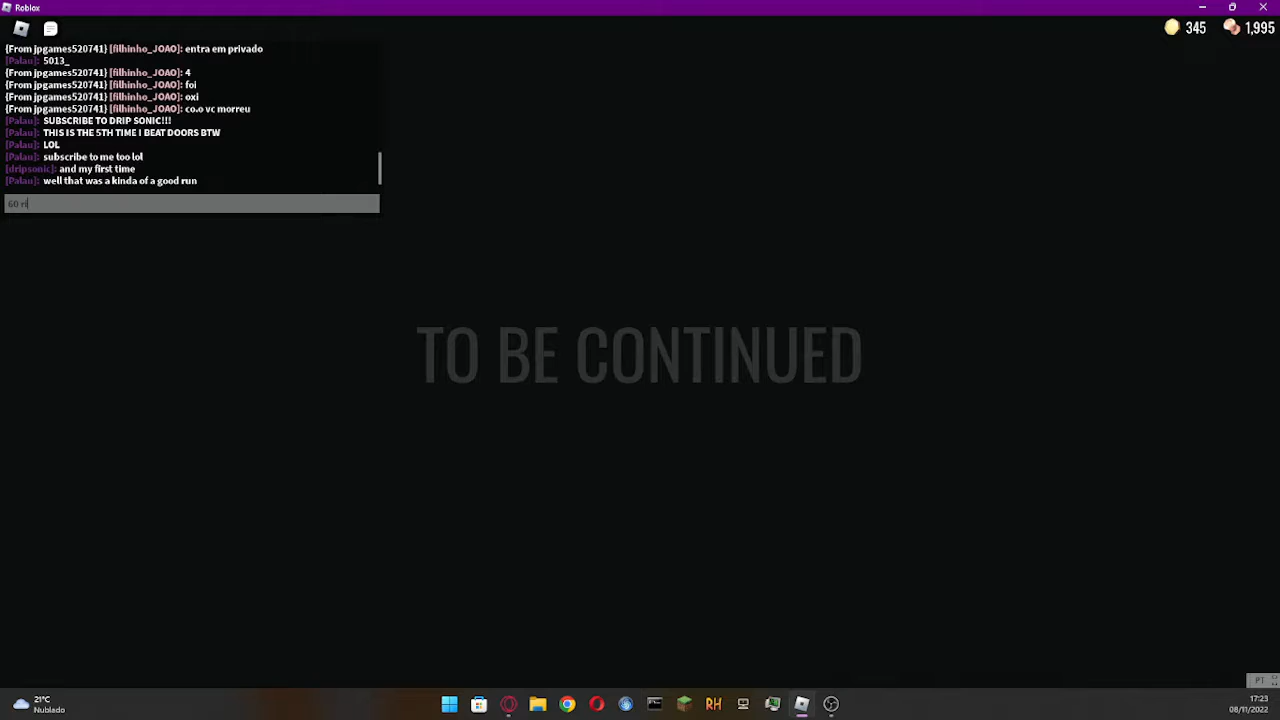 Roblox
345
1,995
{From jpgames520741} [filhinho_JOAO]: entra em privado
[Palau]: 5013_
{From jpgames520741} [filhinho_JOAO]: 4
{From jpgames520741} [filhinho_JOAO]: foi
{From jpgames520741} [filhinho_JOAO]: oxi
{From jpgames520741} [filhinho_JOAO]: co.o vc morreu
[Palau]: SUBSCRIBE TO DRIP SONIC!!!
[Palau]: THIS IS THE 5TH TIME I BEAT DOORS BTW
[Palau]: LOL
[Palau]: subscribe to me too lol
[dripsonic]: and my first time
[Palau]: well that was a kinda of a good run
60 ri
TO BE CONTINUED
PT
21°C
Nublado
RH
17:23
08/11/2022